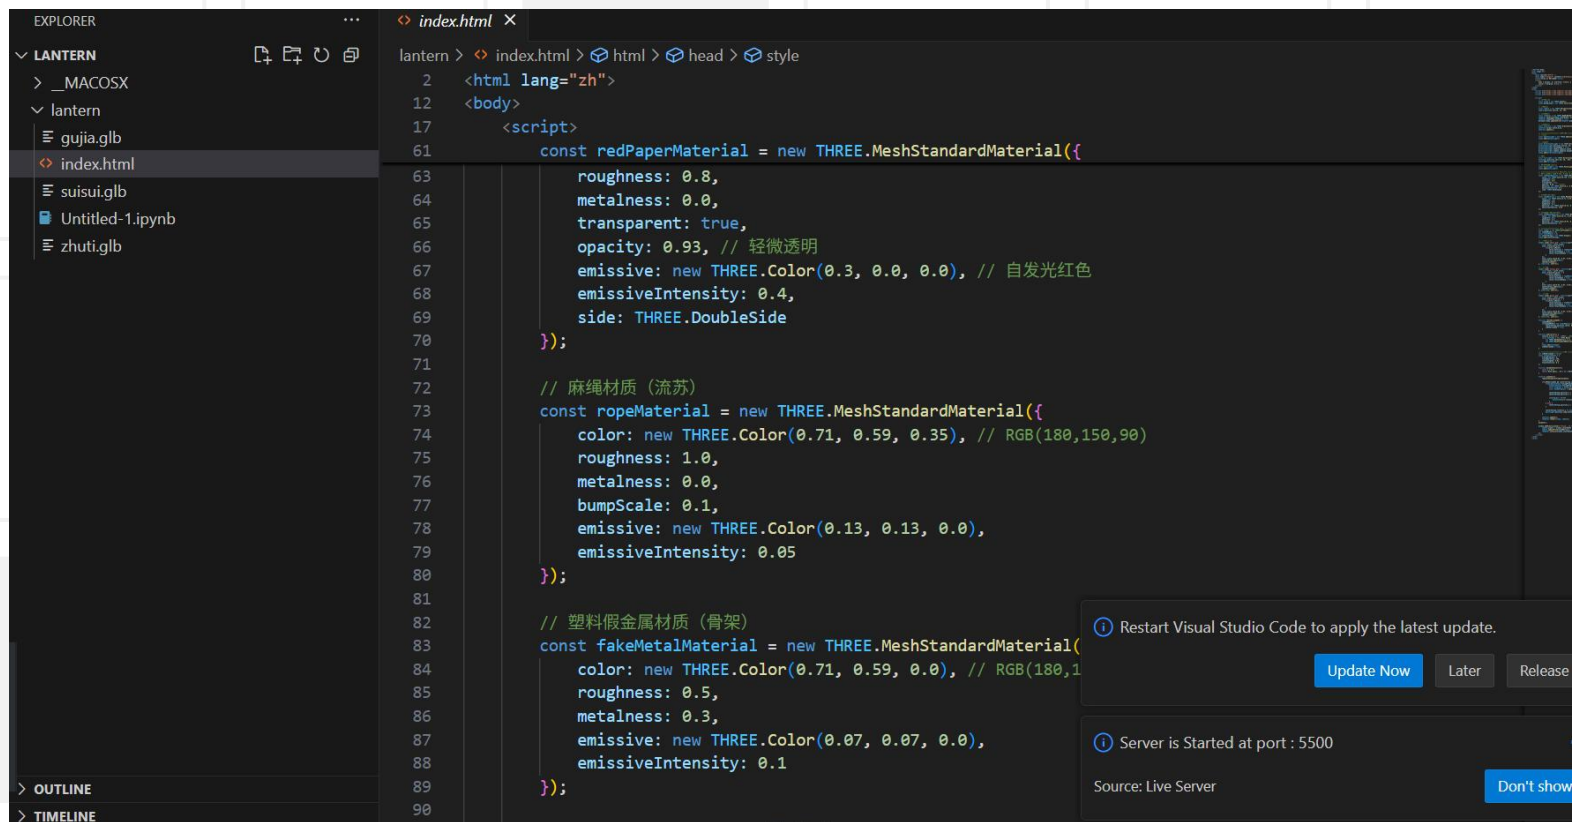 EXPLORER
LANTERN
__MACOSX
lantern
gujia.glb
index.html
suisui.glb
Untitled-1.ipynb
zhuti.glb
OUTLINE
TIMELINE
index.html
lantern > index.html > html > head > style
2 <html lang="zh">
12 <body>
17 <script>
61 const redPaperMaterial = new THREE.MeshStandardMaterial({
63 roughness: 0.8,
64 metalness: 0.0,
65 transparent: true,
66 opacity: 0.93, // 轻微透明
67 emissive: new THREE.Color(0.3, 0.0, 0.0), // 自发光红色
68 emissiveIntensity: 0.4,
69 side: THREE.DoubleSide
70 });
71
72 // 麻绳材质（流苏）
73 const ropeMaterial = new THREE.MeshStandardMaterial({
74 color: new THREE.Color(0.71, 0.59, 0.35), // RGB(180,150,90)
75 roughness: 1.0,
76 metalness: 0.0,
77 bumpScale: 0.1,
78 emissive: new THREE.Color(0.13, 0.13, 0.0),
79 emissiveIntensity: 0.05
80 });
81
82 // 塑料假金属材质（骨架）
83 const fakeMetalMaterial = new THREE.MeshStandardMaterial(
84 color: new THREE.Color(0.71, 0.59, 0.0), // RGB(180,1
85 roughness: 0.5,
86 metalness: 0.3,
87 emissive: new THREE.Color(0.07, 0.07, 0.0),
88 emissiveIntensity: 0.1
89 });
90
Restart Visual Studio Code to apply the latest update.
Update Now Later Release
Server is Started at port : 5500
Source: Live Server
Don't show